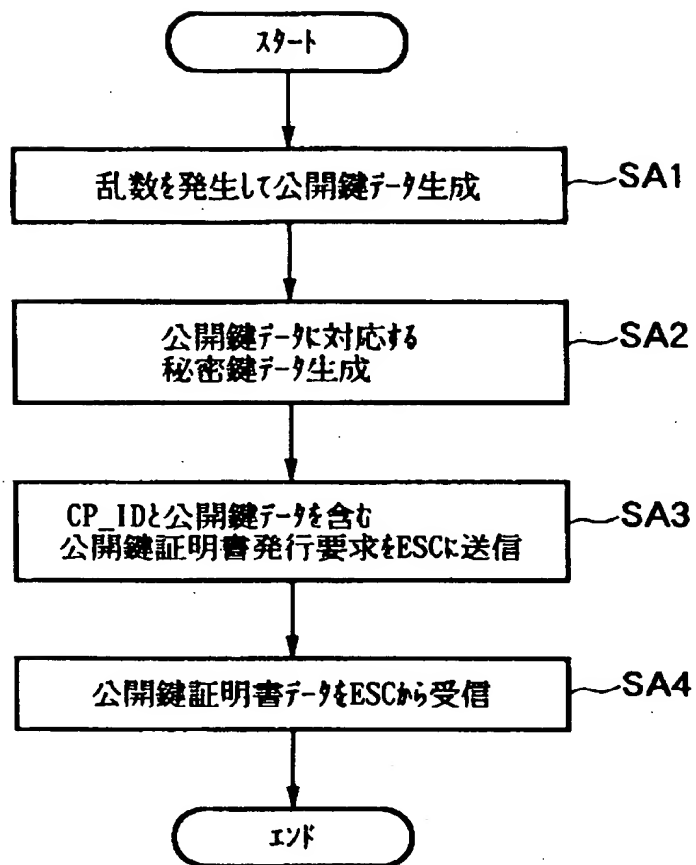 スタート
乱数を発生して公開鍵データ生成
SA1
公開鍵データに対応する
秘密鍵データ生成
SA2
CP_IDと公開鍵データを含む
公開鍵証明書発行要求をESCに送信
SA3
公開鍵証明書データをESCから受信
SA4
エンド